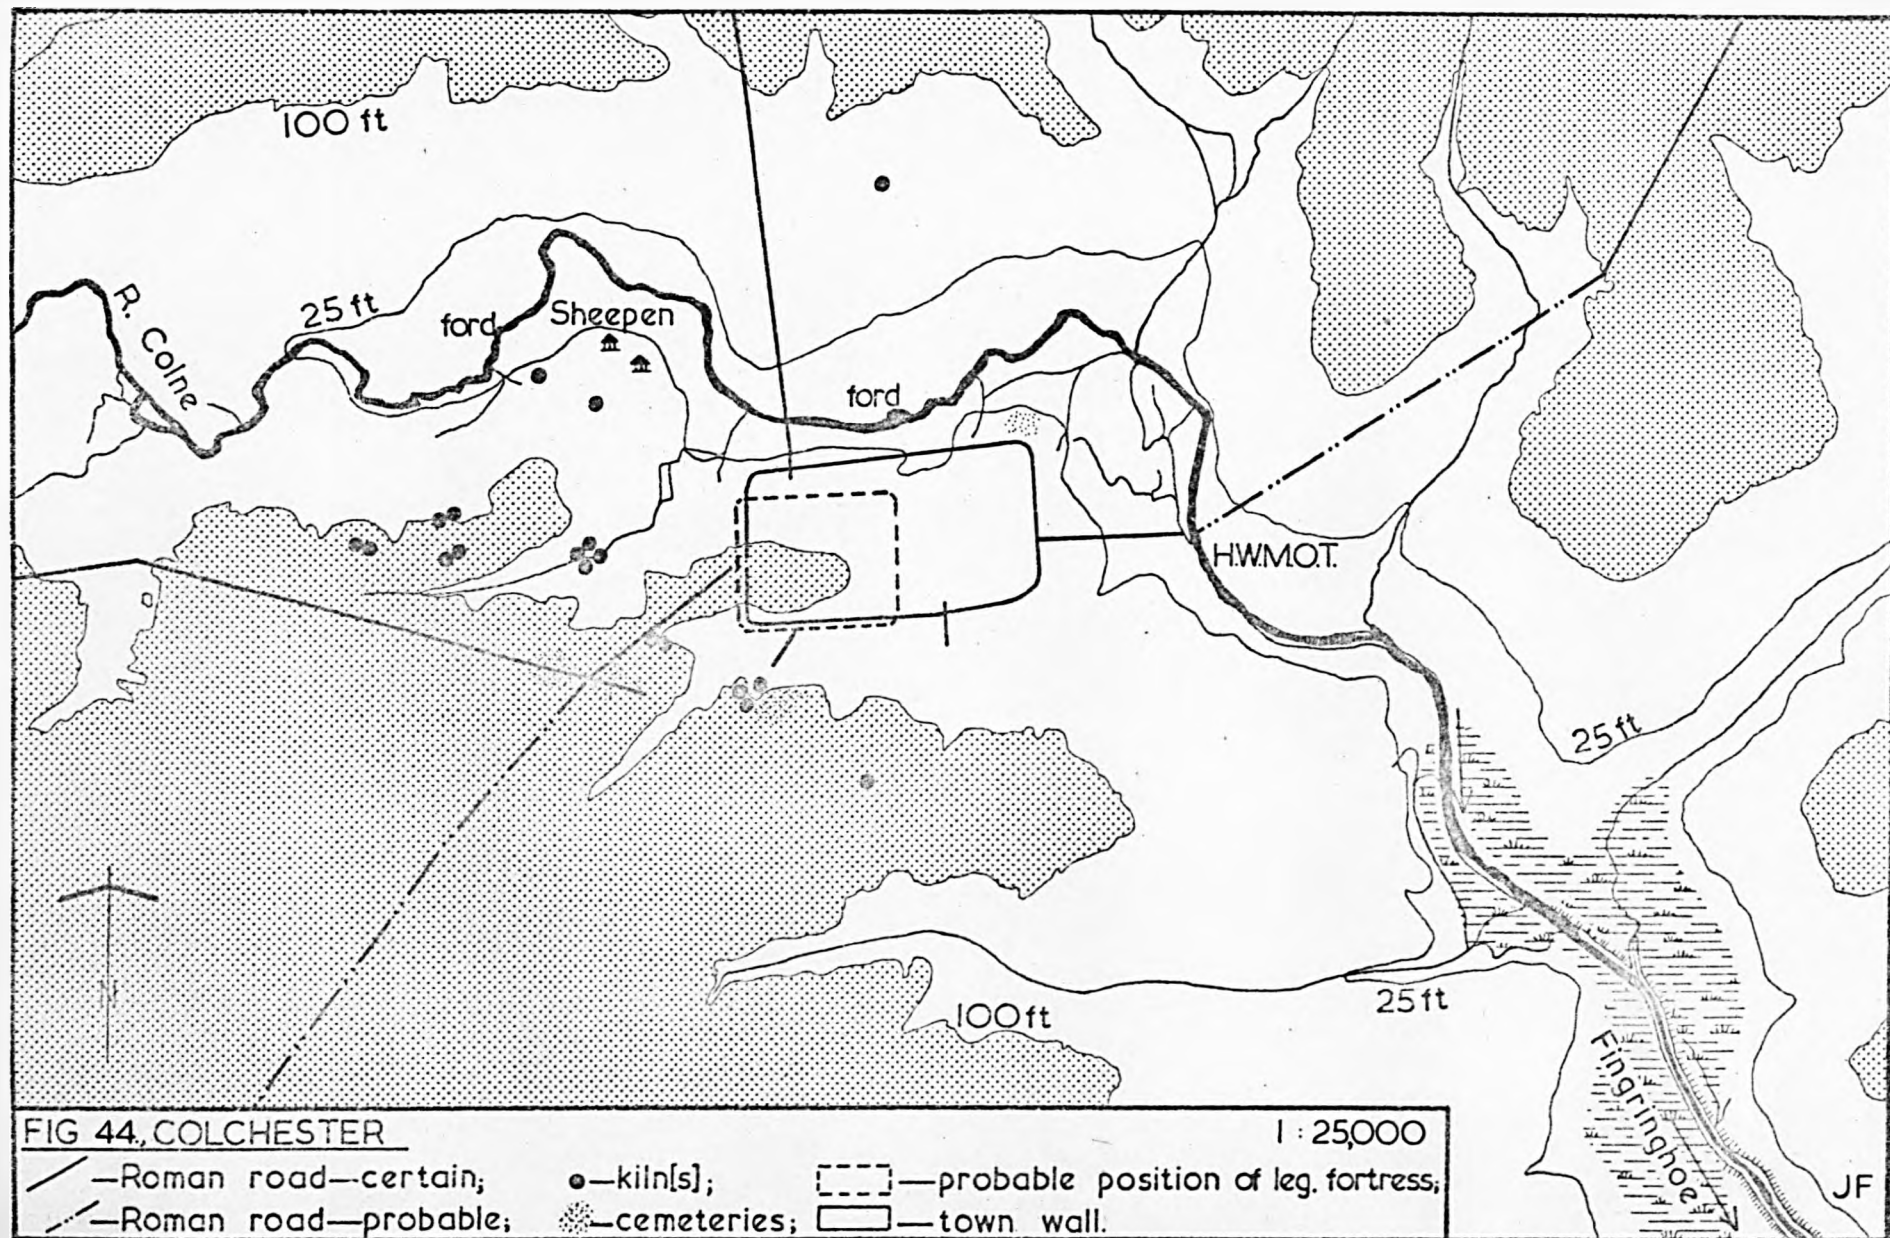 100 ft
R. Colne
25 ft
ford
Sheepen
ford
H.W.M.O.T.
25 ft
N
100 ft
25 ft
Fingringhoe
JF
FIG 44., COLCHESTER
1 : 25,000
—Roman road—certain;
—kiln[s];
—probable position of leg. fortress;
—Roman road—probable;
—cemeteries;
—town wall.